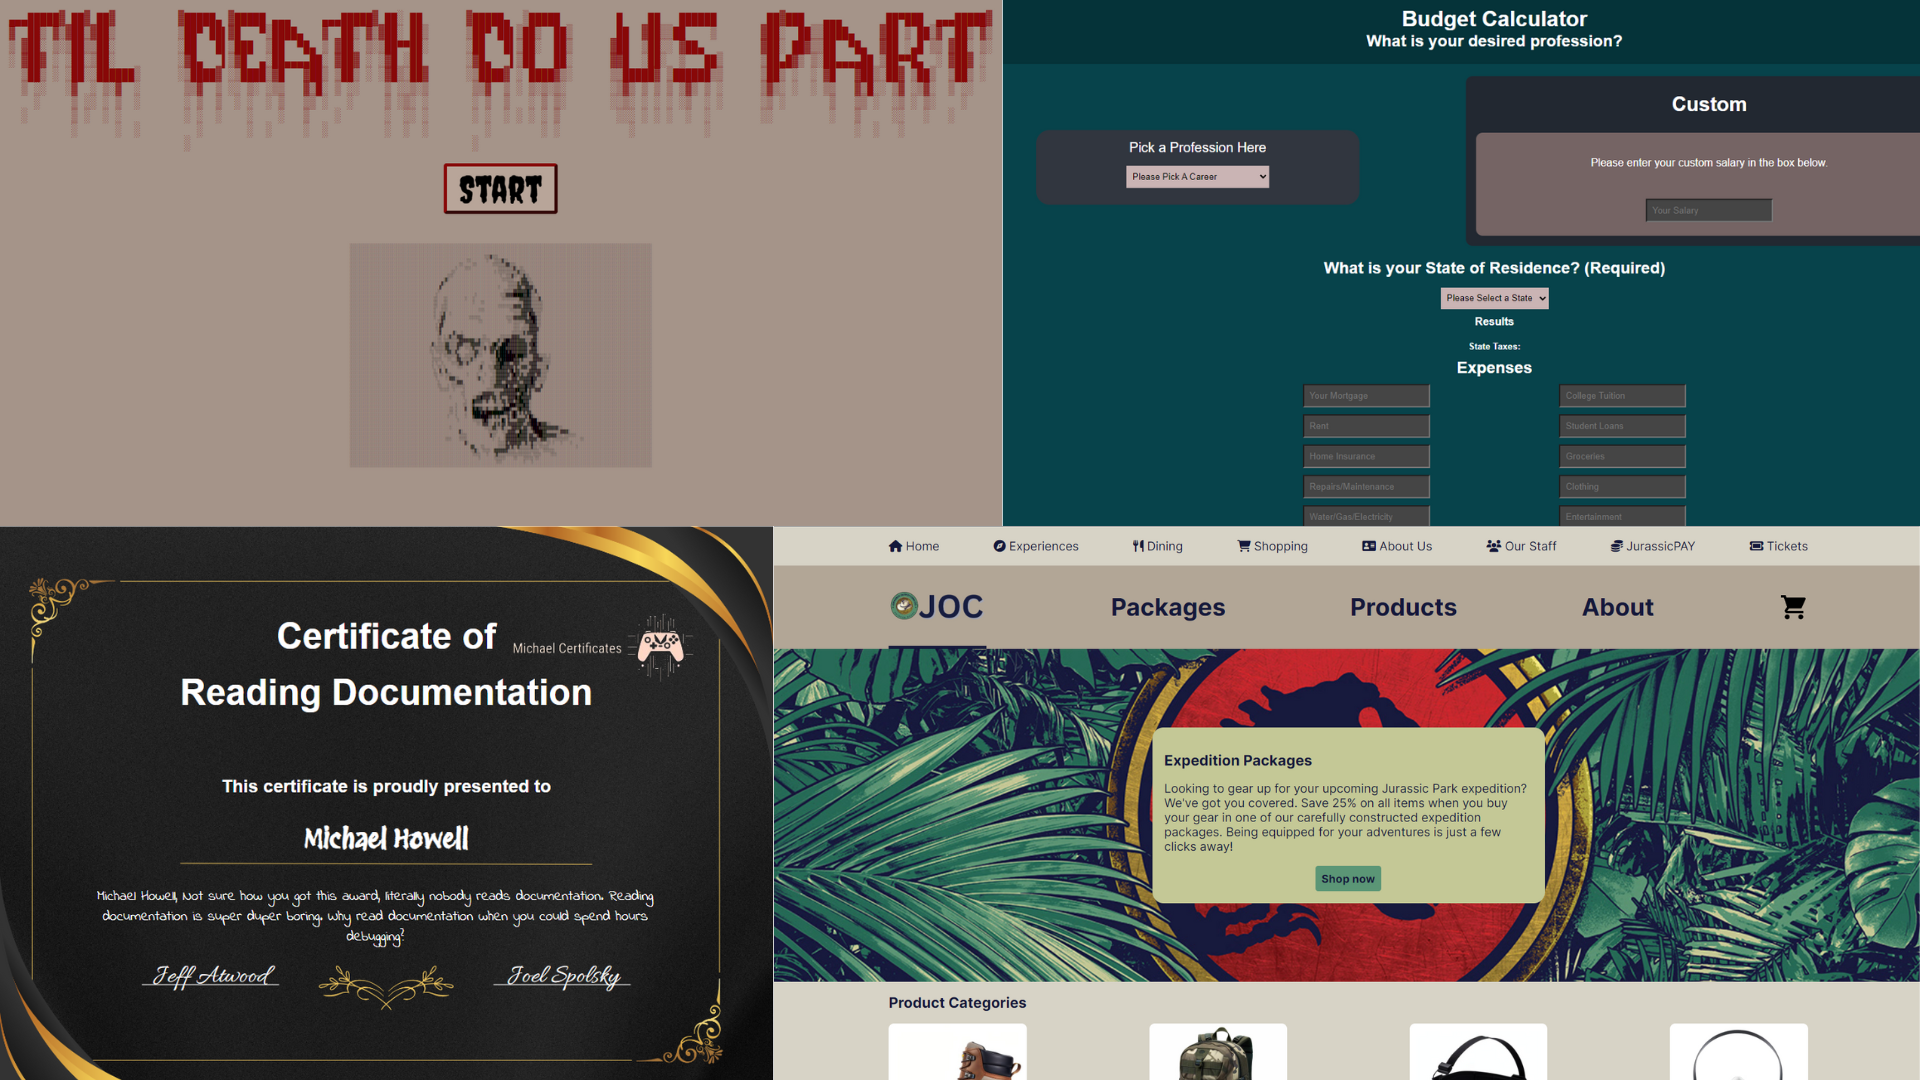 TIL DEATH DO US PART
START
Budget Calculator
What is your desired profession?
Pick a Profession Here
Please Pick A Career
Custom
Please enter your custom salary in the box below.
Your Salary
What is your State of Residence? (Required)
Please Select a State
Results
State Taxes:
Expenses
Your Mortgage
College Tuition
Rent
Student Loans
Home Insurance
Groceries
Repairs/Maintenance
Clothing
Water/Gas/Electricity
Entertainment
Certificate of
Reading Documentation
Michael Certificates
This certificate is proudly presented to
Michael Howell
Michael Howell, Not sure how you got this award, literally nobody reads documentation. Reading
documentation is super duper boring. Why read documentation when you could spend hours
debugging?
Jeff Atwood
Joel Spolsky
Home
Experiences
Dining
Shopping
About Us
Our Staff
JurassicPAY
Tickets
JOC
Packages
Products
About
Expedition Packages
Looking to gear up for your upcoming Jurassic Park expedition?
We've got you covered. Save 25% on all items when you buy
your gear in one of our carefully constructed expedition
packages. Being equipped for your adventures is just a few
clicks away!
Shop now
Product Categories